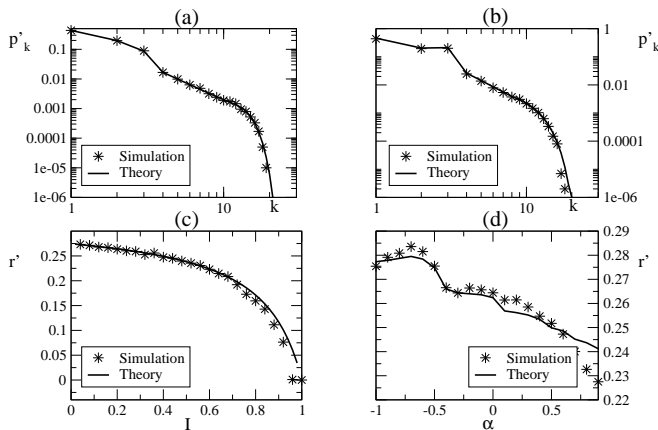 (a)
p'k
0.1
0.01
0.001
0.0001
1e-05
1e-06
1
10
k
Simulation
Theory
(b)
p'k
1
0.01
0.0001
1e-06
1
10
k
Simulation
Theory
(c)
r'
0.25
0.2
0.15
0.1
0.05
0
0
0.2
0.4
0.6
0.8
1
I
Simulation
Theory
(d)
r'
0.29
0.28
0.27
0.26
0.25
0.24
0.23
0.22
-1
-0.5
0
0.5
α
Simulation
Theory